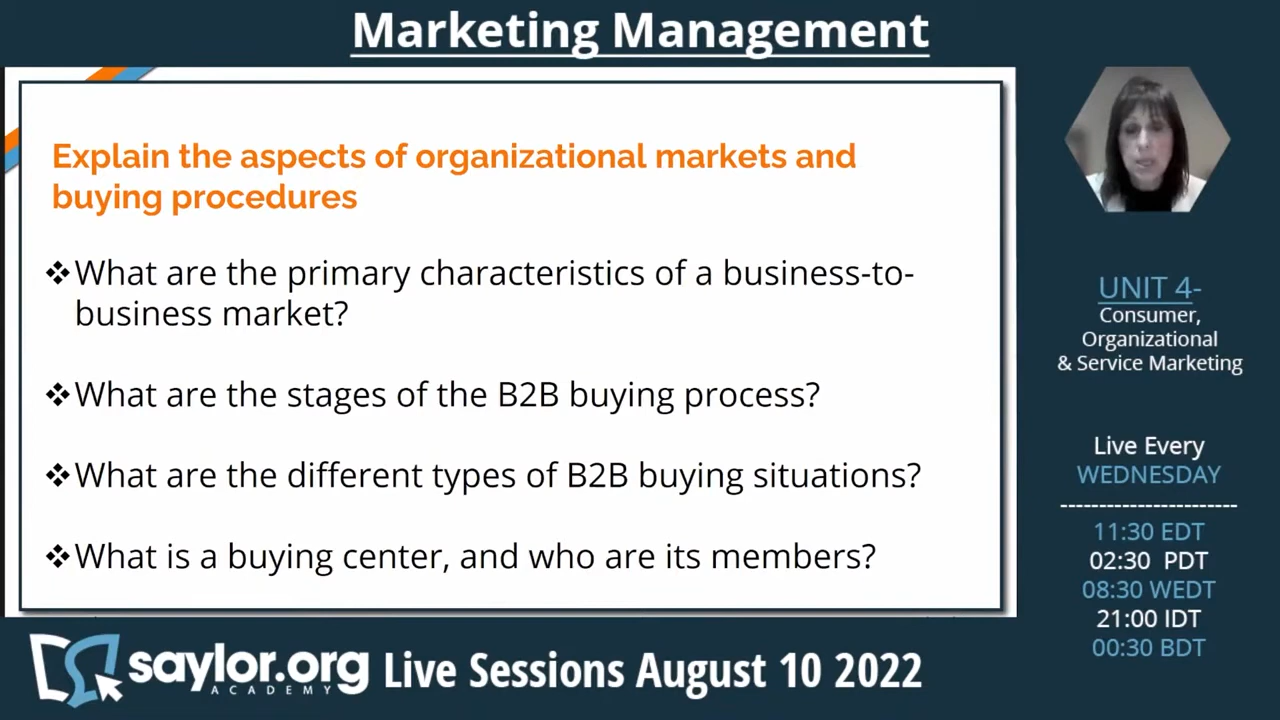 Marketing Management
Explain the aspects of organizational markets and
buying procedures
❖What are the primary characteristics of a business-to-
business market?
❖What are the stages of the B2B buying process?
❖What are the different types of B2B buying situations?
❖What is a buying center, and who are its members?
UNIT 4-
Consumer,
Organizational
& Service Marketing
Live Every
WEDNESDAY
-----------------------
11:30 EDT
02:30 PDT
08:30 WEDT
21:00 IDT
00:30 BDT
saylor.org
ACADEMY
Live Sessions August 10 2022